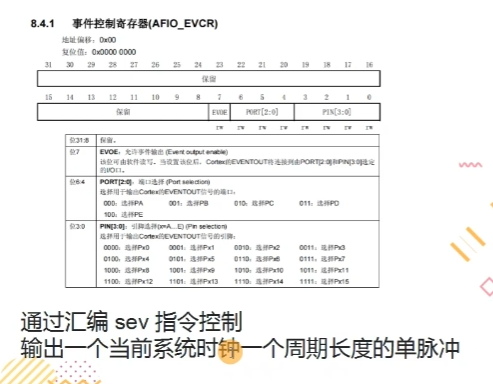 8.4.1 事件控制寄存器(AFIO_EVCR)
地址偏移：0x00
复位值：0x0000 0000
31 30 29 28 27 26 25 24 23 22 21 20 19 18 17 16
保留
15 14 13 12 11 10 9 8 7 6 5 4 3 2 1 0
保留 EVOE PORT[2:0] PIN[3:0]
rw rw rw rw rw rw rw rw
位31:8 保留。
位7 EVOE：允许事件输出 (Event output enable)
该位可由软件读写。当设置该位后，Cortex的EVENTOUT将连接到由PORT[2:0]和PIN[3:0]选定
的I/O口。
位6:4 PORT[2:0]：端口选择 (Port selection)
选择用于输出Cortex的EVENTOUT信号的端口：
000：选择PA 001：选择PB 010：选择PC 011：选择PD
100：选择PE
位3:0 PIN[3:0]：引脚选择(x=A…E) (Pin selection)
选择用于输出Cortex的EVENTOUT信号的引脚：
0000：选择Px0 0001：选择Px1 0010：选择Px2 0011：选择Px3
0100：选择Px4 0101：选择Px5 0110：选择Px6 0111：选择Px7
1000：选择Px8 1001：选择Px9 1010：选择Px10 1011：选择Px11
1100：选择Px12 1101：选择Px13 1110：选择Px14 1111：选择Px15
通过汇编 sev 指令控制
输出一个当前系统时钟一个周期长度的单脉冲